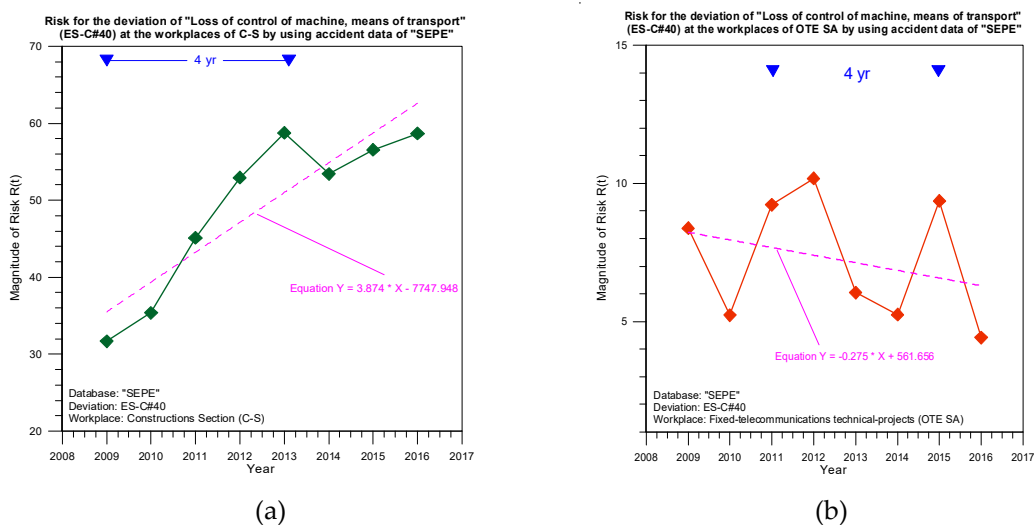 Risk for the deviation of "Loss of control of machine, means of transport"
(ES-C#40) at the workplaces of C-S by using accident data of "SEPE"
70
60
50
40
30
20
Magnitude of Risk R(t)
4 yr
Equation Y = 3.874 * X - 7747.948
Database: "SEPE"
Deviation: ES-C#40
Workplace: Constructions Section (C-S)
2008 2009 2010 2011 2012 2013 2014 2015 2016 2017
Year
(a)
Risk for the deviation of "Loss of control of machine, means of transport"
(ES-C#40) at the workplaces of OTE SA by using accident data of "SEPE"
15
10
5
Magnitude of Risk R(t)
4 yr
Equation Y = -0.275 * X + 561.656
Database: "SEPE"
Deviation: ES-C#40
Workplace: Fixed-telecommunications technical-projects (OTE SA)
2008 2009 2010 2011 2012 2013 2014 2015 2016 2017
Year
(b)